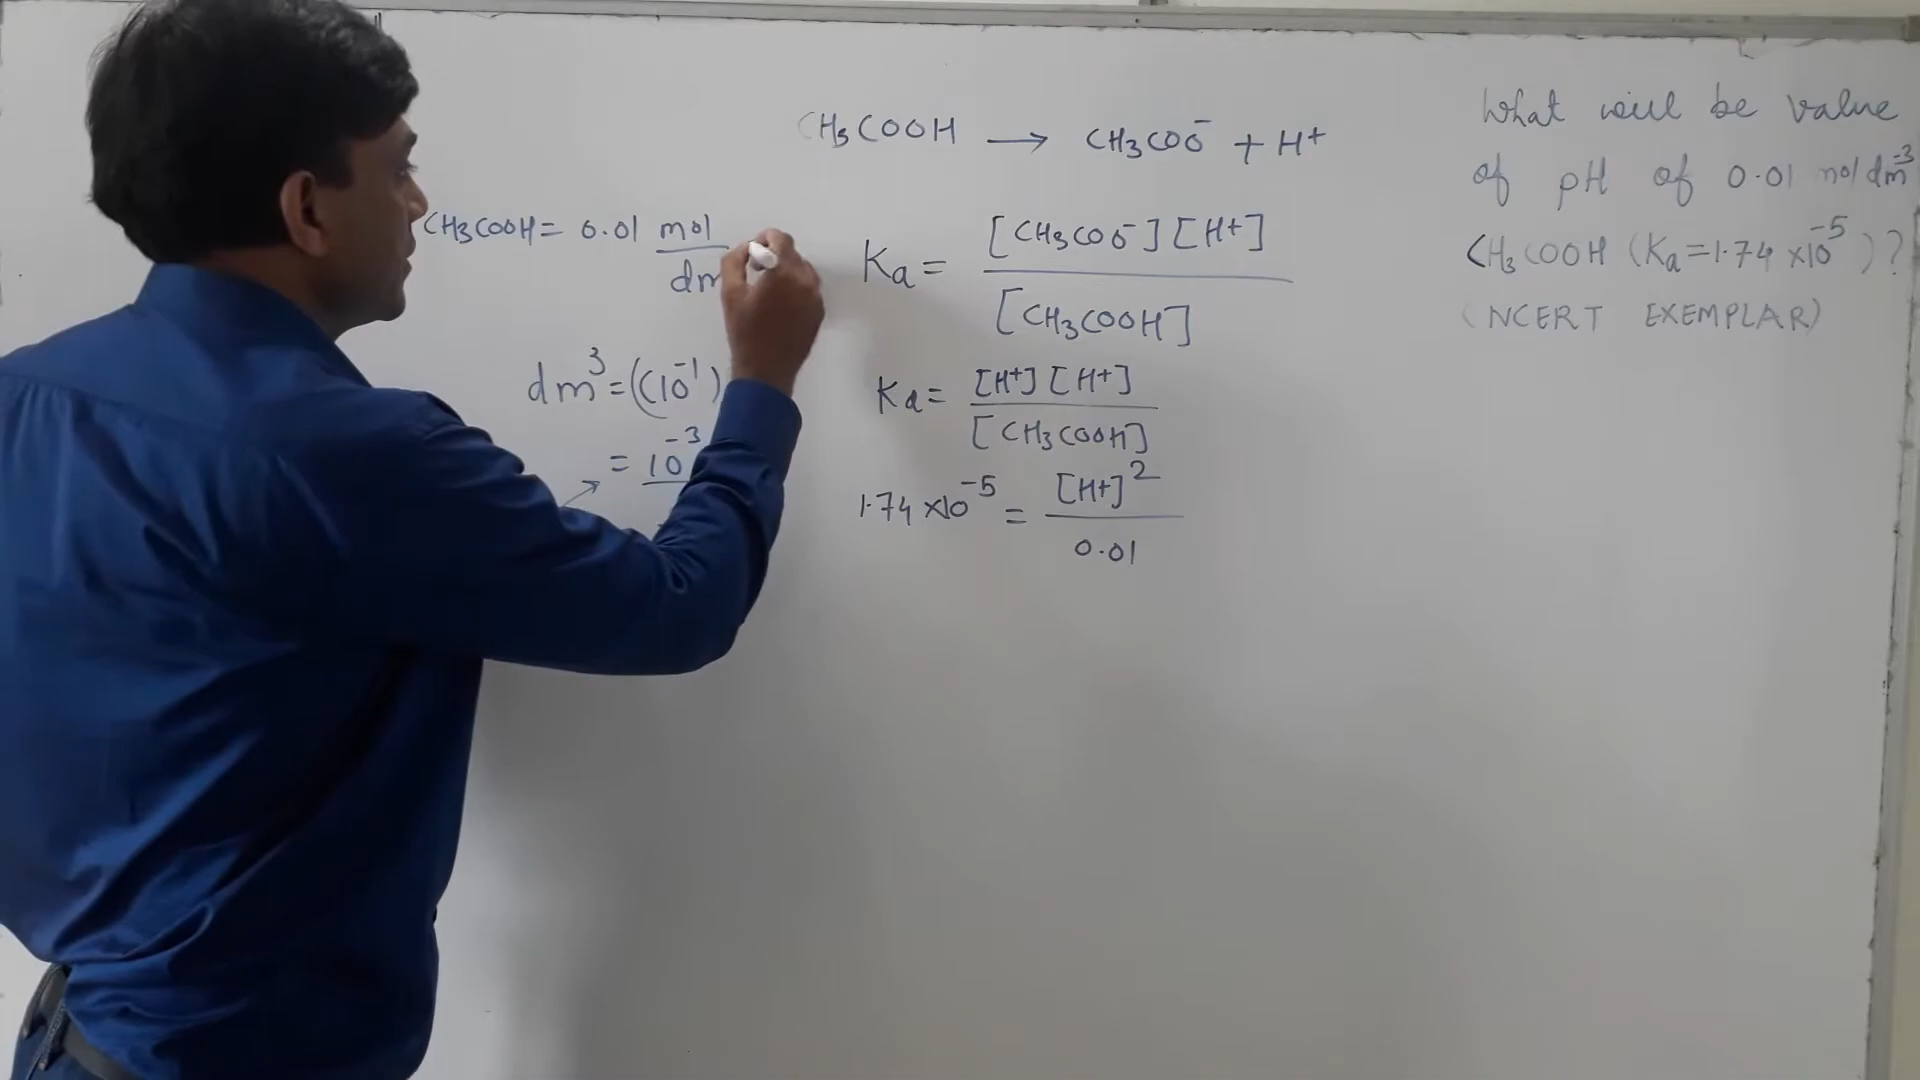 CH3COOH → CH3COO⁻ + H+
CH3COOH = 0.01 mol
dm
dm³ = (10⁻¹)
= 10⁻³
Ka = [CH3COO⁻] [H+]
[CH3COOH]
Ka = [H+] [H+]
[CH3COOH]
1.74 ×10⁻⁵ = [H+]²
0.01
What will be value
of pH of 0.01 mol dm⁻³
CH3COOH (Ka = 1.74 ×10⁻⁵) ?
(NCERT EXEMPLAR)